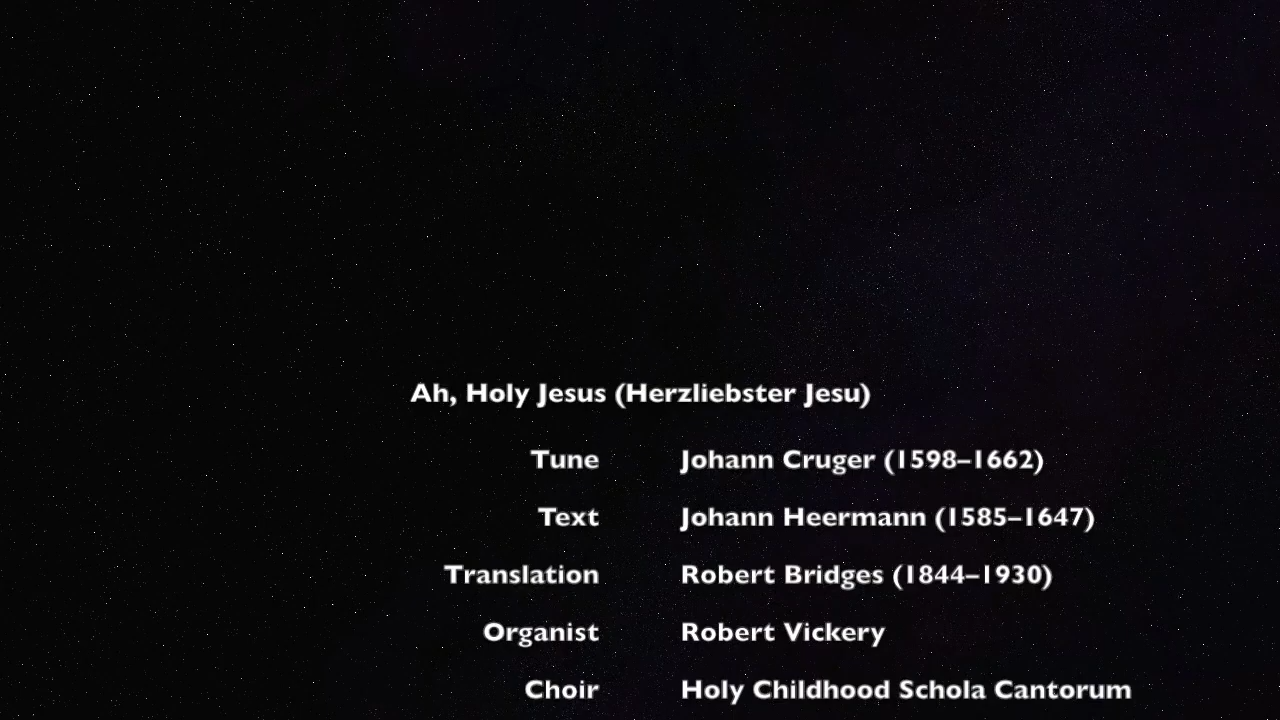 Ah, Holy Jesus (Herzliebster Jesu)
Tune Johann Cruger (1598–1662)
Text Johann Heermann (1585–1647)
Translation Robert Bridges (1844–1930)
Organist Robert Vickery
Choir Holy Childhood Schola Cantorum